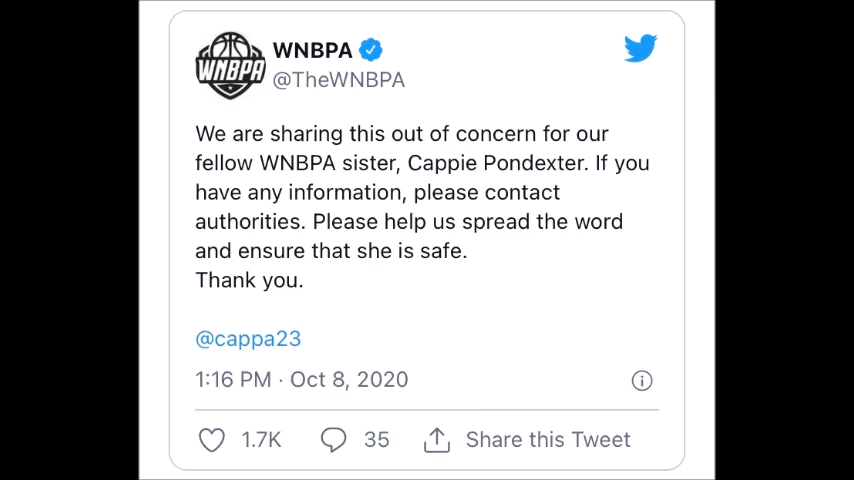 WNBPA
WNBPA
@TheWNBPA
We are sharing this out of concern for our
fellow WNBPA sister, Cappie Pondexter. If you
have any information, please contact
authorities. Please help us spread the word
and ensure that she is safe.
Thank you.
@cappa23
1:16 PM · Oct 8, 2020
1.7K 35 Share this Tweet